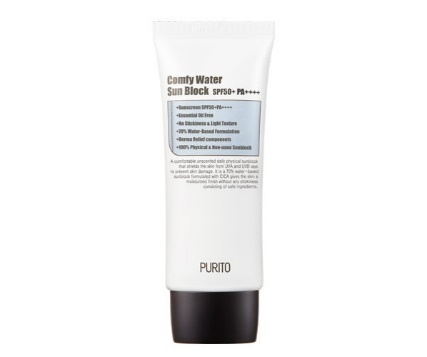 Comfy Water
Sun Block SPF50+ PA++++
+Sunscreen SPF50+PA++++
+Essential Oil Free
+No Stickiness & Light Texture
+70% Water-Based Formulation
+Derma Relief components
+100% Physical & Non-nano Sunblock
A comfortable unscented daily physical sunblock
that shields the skin from UVA and UVB rays
to prevent skin damage. It is a 70% water-based
sunblock formulated with CICA gives the skin a
moisturized finish without any stickiness
consisting of safe ingredients.
PURITO